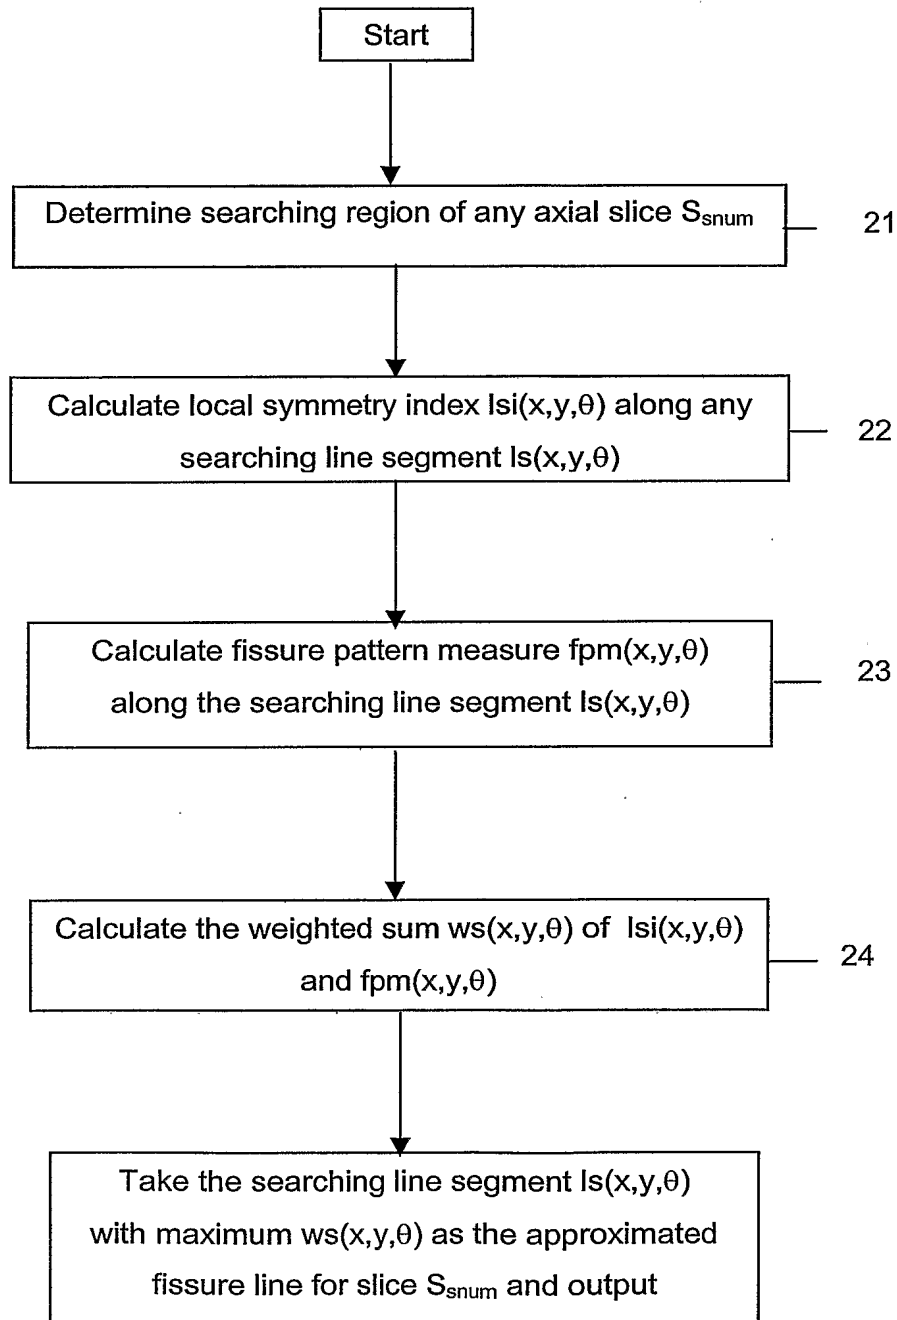 Start
Determine searching region of any axial slice Ssnum
21
Calculate local symmetry index lsi(x,y,θ) along any
searching line segment ls(x,y,θ)
22
Calculate fissure pattern measure fpm(x,y,θ)
along the searching line segment ls(x,y,θ)
23
Calculate the weighted sum ws(x,y,θ) of lsi(x,y,θ)
and fpm(x,y,θ)
24
Take the searching line segment ls(x,y,θ)
with maximum ws(x,y,θ) as the approximated
fissure line for slice Ssnum and output